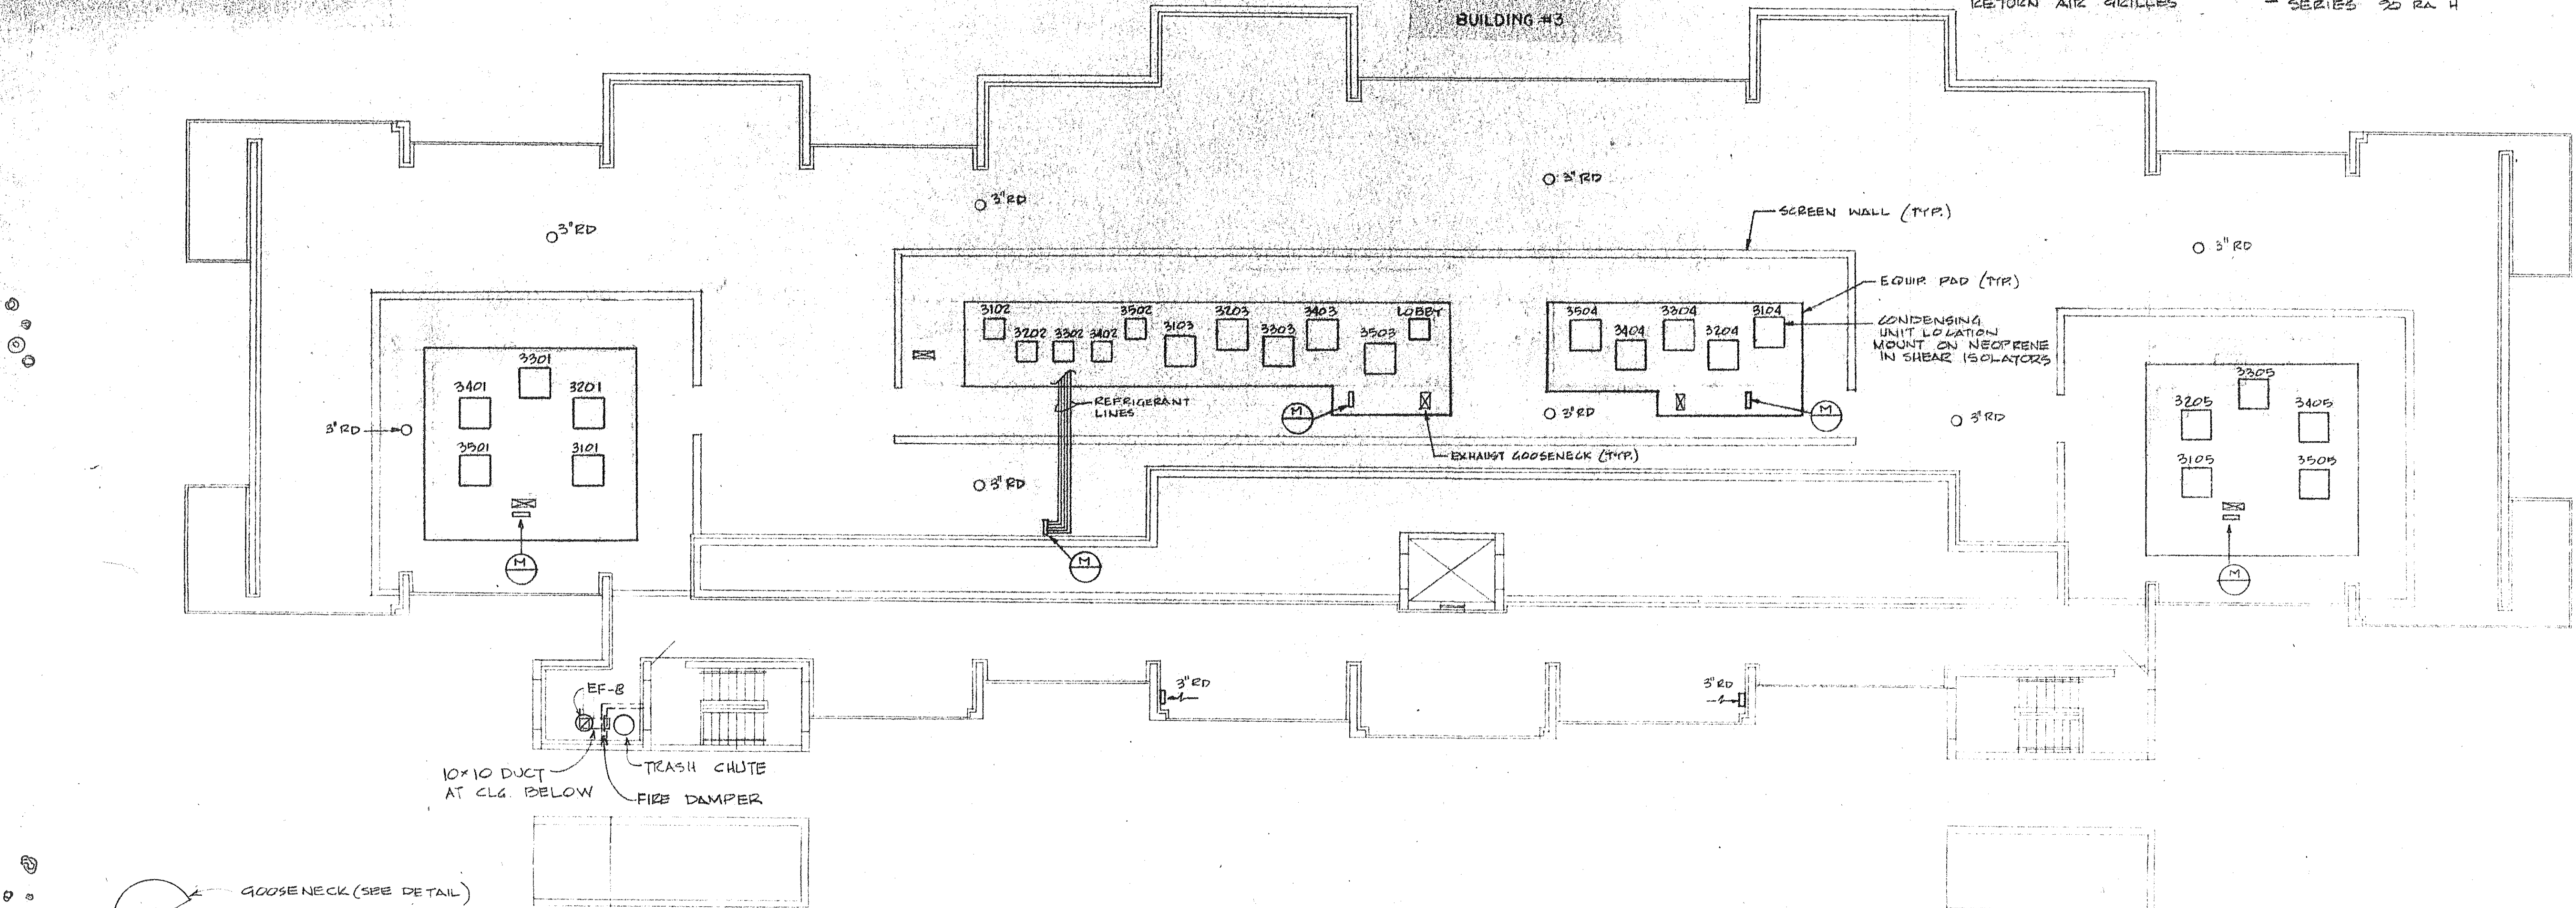 BUILDING #3
RETURN AIR GRILLES - SERIES 50 RA H
3" RD
3" RD
3" RD
3" RD
SCREEN WALL (TYP.)
EQUIP. PAD (TYP.)
CONDENSING
UNIT LOCATION
MOUNT ON NEOPRENE
IN SHEAR ISOLATORS
3102
3202
3302
3402
3502
3103
3203
3303
3403
3503
LOBBY
3504
3404
3304
3204
3104
3301
3401
3201
3501
3101
3305
3205
3405
3105
3505
3" RD
REFRIGERANT
LINES
M
M
3" RD
3" RD
EXHAUST GOOSENECK (TYP.)
3" RD
M
M
M
EF-8
3" RD
3" RD
10x10 DUCT
AT CLG. BELOW
TRASH CHUTE
FIRE DAMPER
GOOSENECK (SEE DETAIL)